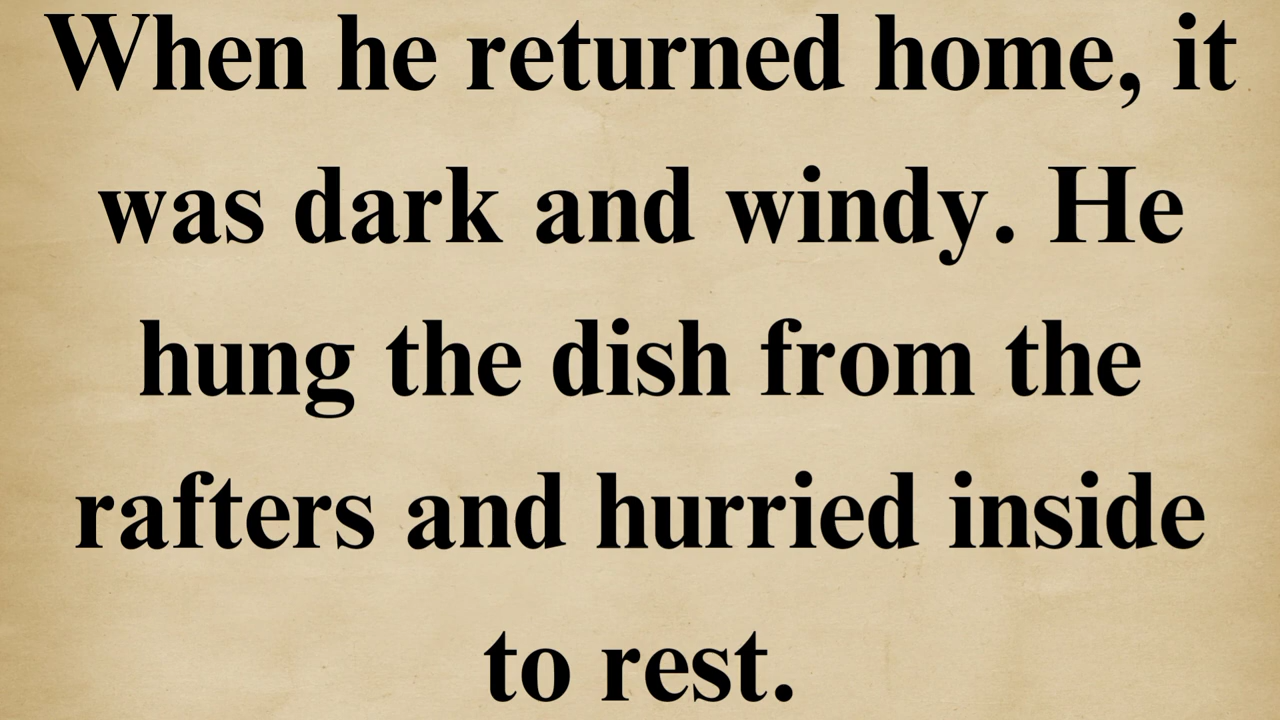 When he returned home, it
was dark and windy. He
hung the dish from the
rafters and hurried inside
to rest.